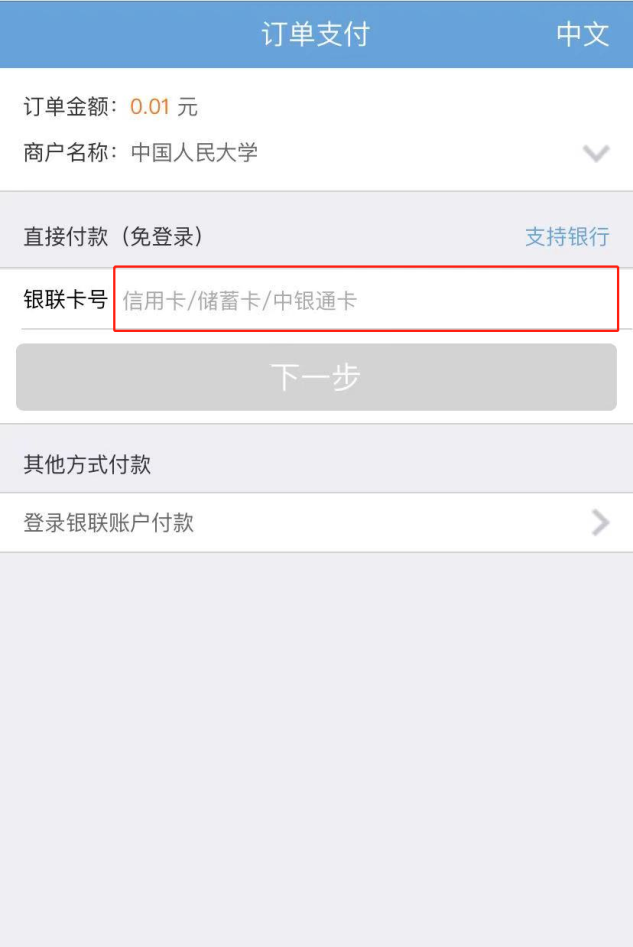 订单支付 中文
订单金额：0.01 元
商户名称：中国人民大学
直接付款（免登录） 支持银行
银联卡号 信用卡/储蓄卡/中银通卡
下一步
其他方式付款
登录银联账户付款